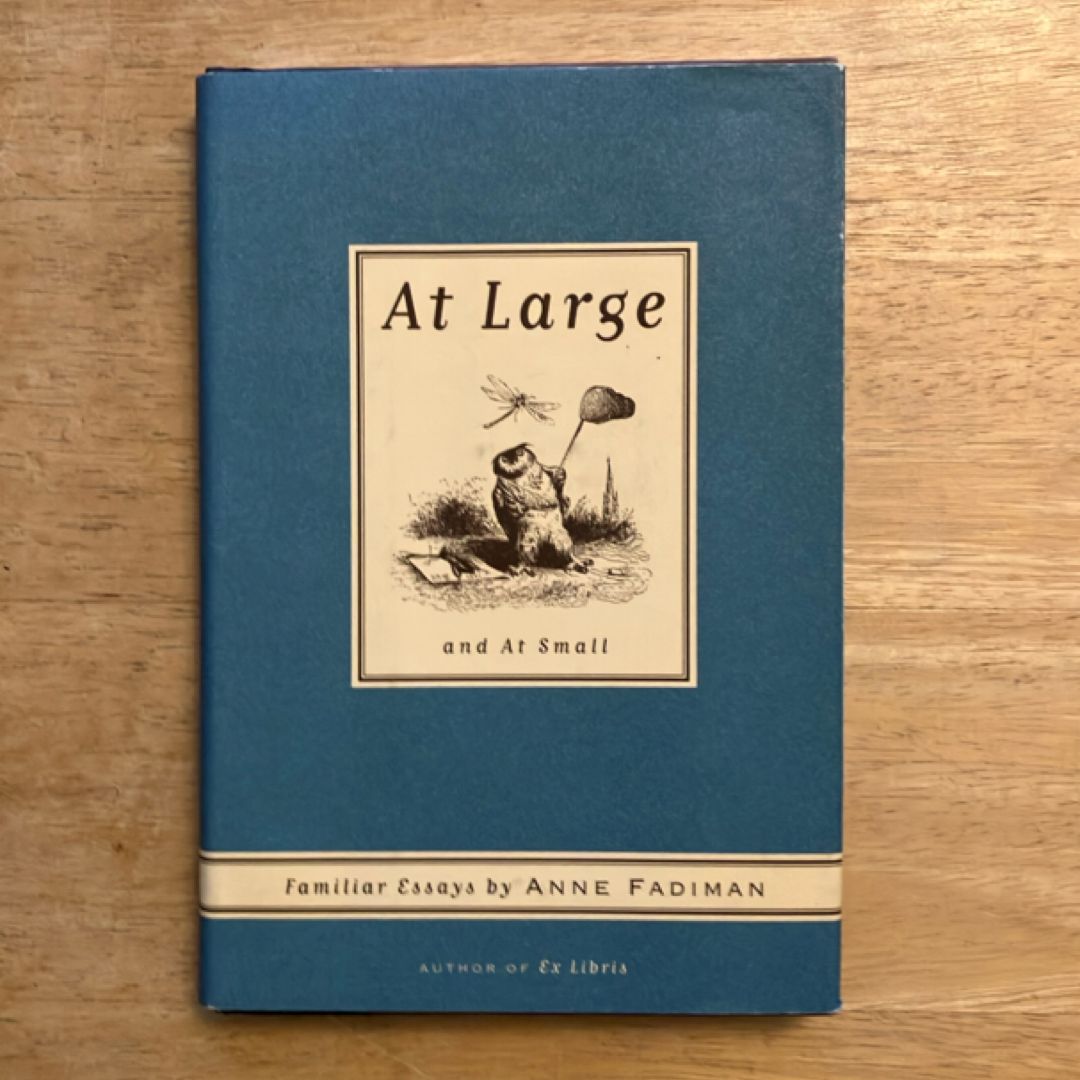 At Large
and At Small
Familiar Essays by ANNE FADIMAN
AUTHOR OF Ex Libris